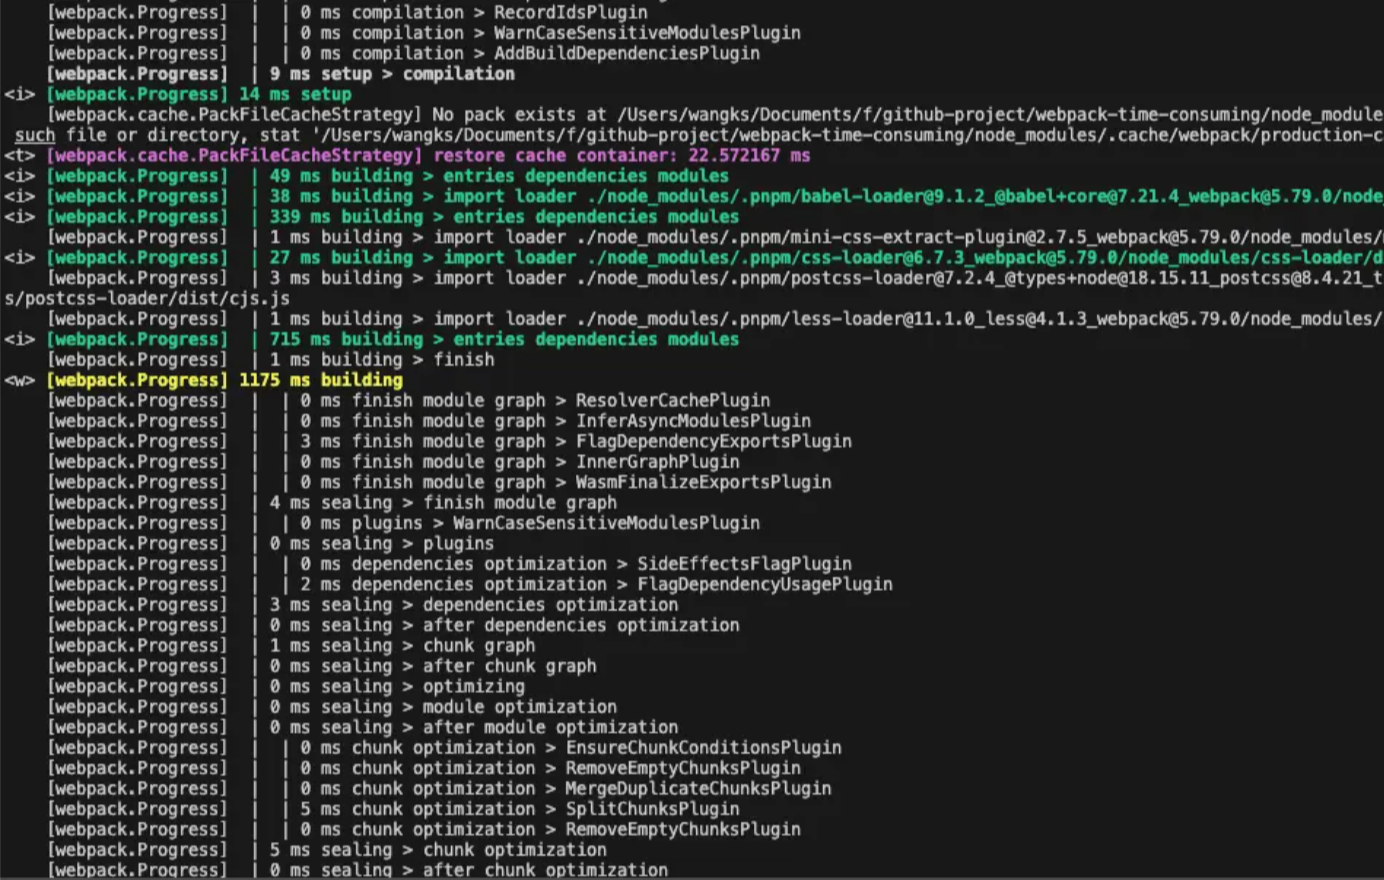 [webpack.Progress]  |  | 0 ms compilation > RecordIdsPlugin
[webpack.Progress]  |  | 0 ms compilation > WarnCaseSensitiveModulesPlugin
[webpack.Progress]  |  | 0 ms compilation > AddBuildDependenciesPlugin
[webpack.Progress]  | 9 ms setup > compilation
<i> [webpack.Progress] 14 ms setup
[webpack.cache.PackFileCacheStrategy] No pack exists at /Users/wangks/Documents/f/github-project/webpack-time-consuming/node_module
such file or directory, stat '/Users/wangks/Documents/f/github-project/webpack-time-consuming/node_modules/.cache/webpack/production-c
<t> [webpack.cache.PackFileCacheStrategy] restore cache container: 22.572167 ms
<i> [webpack.Progress]  | 49 ms building > entries dependencies modules
<i> [webpack.Progress]  | 38 ms building > import loader ./node_modules/.pnpm/babel-loader@9.1.2_@babel+core@7.21.4_webpack@5.79.0/node
<i> [webpack.Progress]  | 339 ms building > entries dependencies modules
[webpack.Progress]  | 1 ms building > import loader ./node_modules/.pnpm/mini-css-extract-plugin@2.7.5_webpack@5.79.0/node_modules/
<i> [webpack.Progress]  | 27 ms building > import loader ./node_modules/.pnpm/css-loader@6.7.3_webpack@5.79.0/node_modules/css-loader/d
[webpack.Progress]  | 3 ms building > import loader ./node_modules/.pnpm/postcss-loader@7.2.4_@types+node@18.15.11_postcss@8.4.21_t
s/postcss-loader/dist/cjs.js
[webpack.Progress]  | 1 ms building > import loader ./node_modules/.pnpm/less-loader@11.1.0_less@4.1.3_webpack@5.79.0/node_modules/
<i> [webpack.Progress]  | 715 ms building > entries dependencies modules
[webpack.Progress]  | 1 ms building > finish
<w> [webpack.Progress] 1175 ms building
[webpack.Progress]  |  | 0 ms finish module graph > ResolverCachePlugin
[webpack.Progress]  |  | 0 ms finish module graph > InferAsyncModulesPlugin
[webpack.Progress]  |  | 3 ms finish module graph > FlagDependencyExportsPlugin
[webpack.Progress]  |  | 0 ms finish module graph > InnerGraphPlugin
[webpack.Progress]  |  | 0 ms finish module graph > WasmFinalizeExportsPlugin
[webpack.Progress]  | 4 ms sealing > finish module graph
[webpack.Progress]  |  | 0 ms plugins > WarnCaseSensitiveModulesPlugin
[webpack.Progress]  | 0 ms sealing > plugins
[webpack.Progress]  |  | 0 ms dependencies optimization > SideEffectsFlagPlugin
[webpack.Progress]  |  | 2 ms dependencies optimization > FlagDependencyUsagePlugin
[webpack.Progress]  | 3 ms sealing > dependencies optimization
[webpack.Progress]  | 0 ms sealing > after dependencies optimization
[webpack.Progress]  | 1 ms sealing > chunk graph
[webpack.Progress]  | 0 ms sealing > after chunk graph
[webpack.Progress]  | 0 ms sealing > optimizing
[webpack.Progress]  | 0 ms sealing > module optimization
[webpack.Progress]  | 0 ms sealing > after module optimization
[webpack.Progress]  |  | 0 ms chunk optimization > EnsureChunkConditionsPlugin
[webpack.Progress]  |  | 0 ms chunk optimization > RemoveEmptyChunksPlugin
[webpack.Progress]  |  | 0 ms chunk optimization > MergeDuplicateChunksPlugin
[webpack.Progress]  |  | 5 ms chunk optimization > SplitChunksPlugin
[webpack.Progress]  |  | 0 ms chunk optimization > RemoveEmptyChunksPlugin
[webpack.Progress]  | 5 ms sealing > chunk optimization
[webpack.Progress]  | 0 ms sealing > after chunk optimization